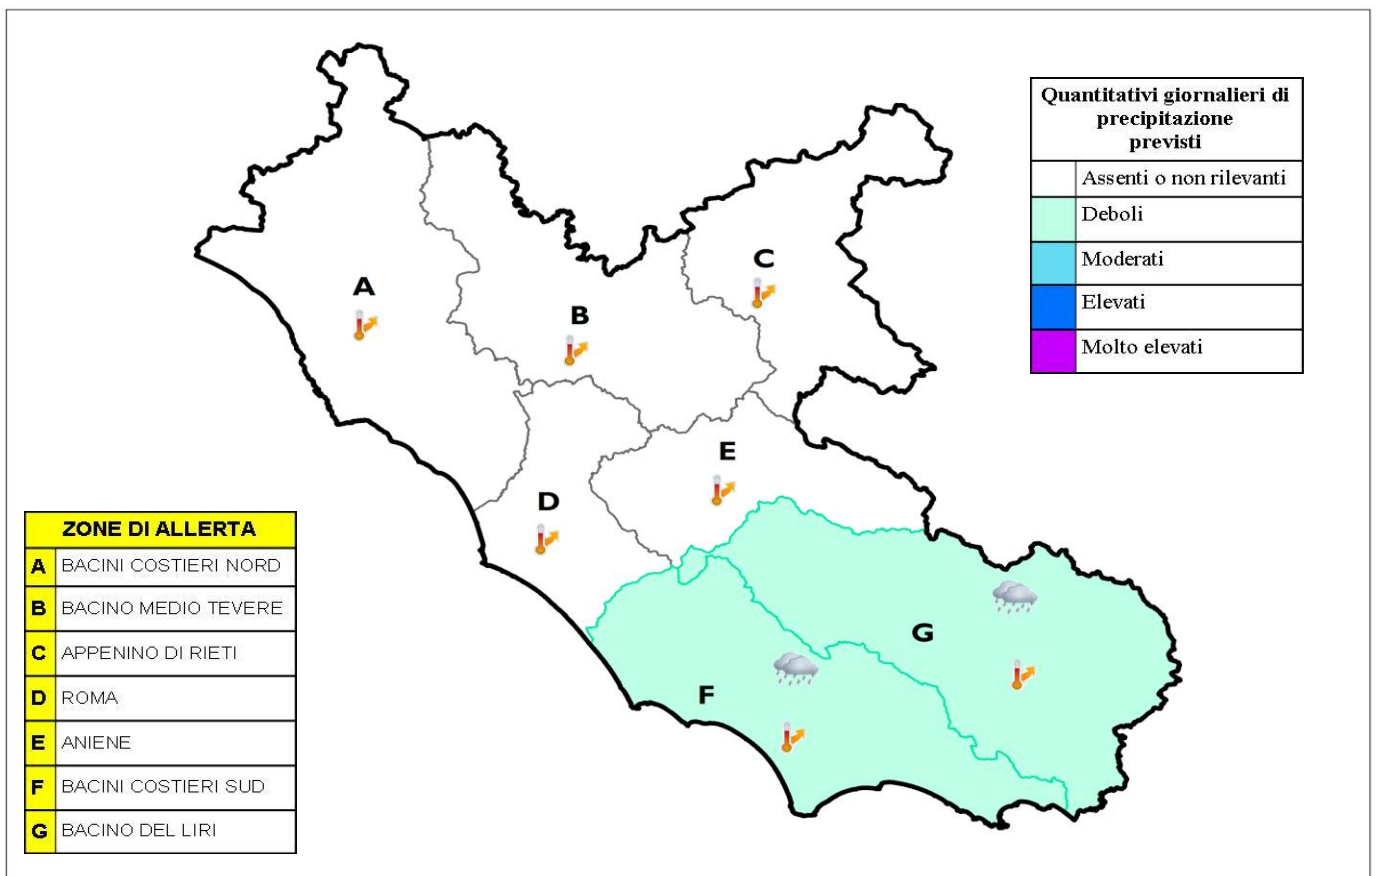 Quantitativi giornalieri di
precipitazione
previsti
Assenti o non rilevanti
Deboli
Moderati
Elevati
Molto elevati
A
B
C
D
E
F
G
ZONE DI ALLERTA
A BACINI COSTIERI NORD
B BACINO MEDIO TEVERE
C APPENINO DI RIETI
D ROMA
E ANIENE
F BACINI COSTIERI SUD
G BACINO DEL LIRI